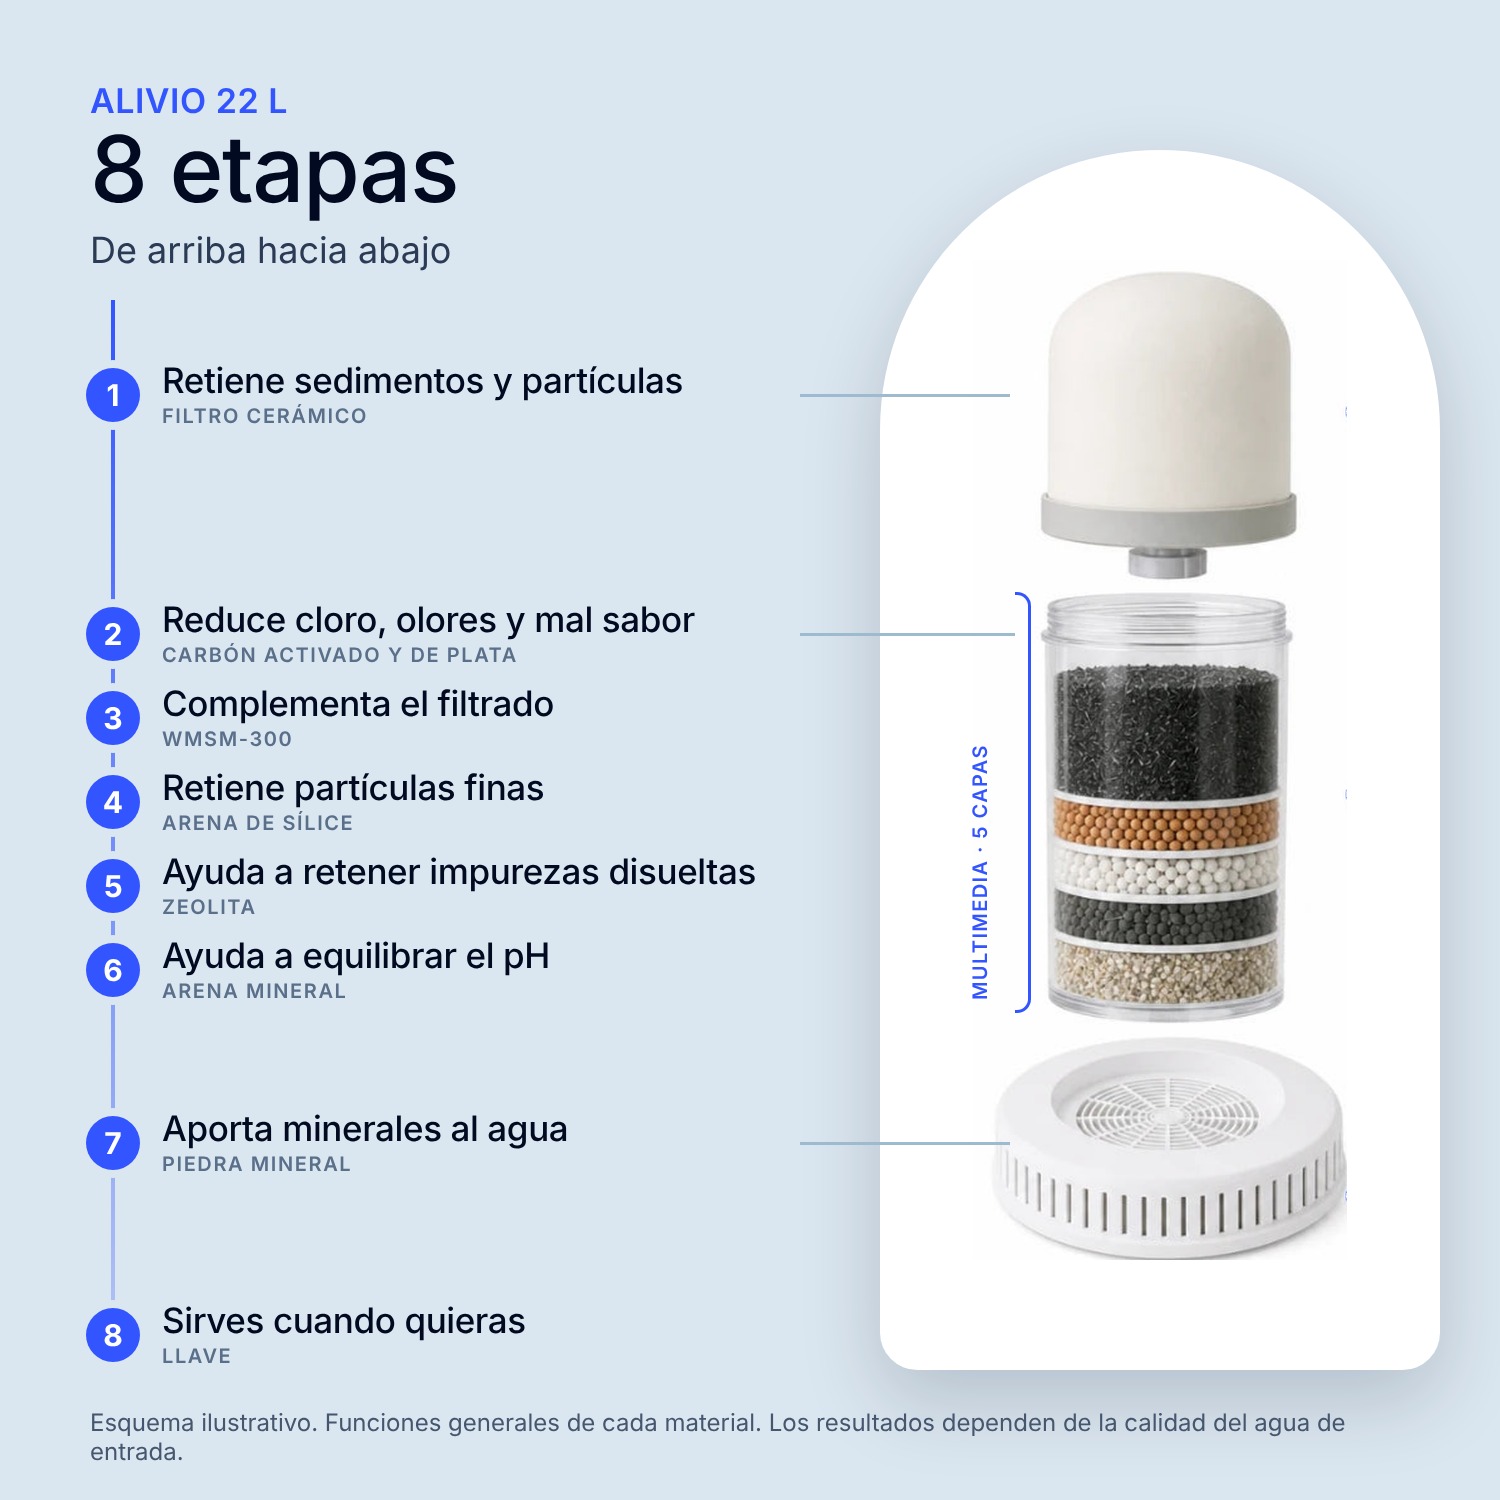 ALIVIO 22 L
8 etapas
De arriba hacia abajo
1
Retiene sedimentos y partículas
FILTRO CERÁMICO
2
Reduce cloro, olores y mal sabor
CARBÓN ACTIVADO Y DE PLATA
3
Complementa el filtrado
WMSM-300
4
Retiene partículas finas
ARENA DE SÍLICE
5
Ayuda a retener impurezas disueltas
ZEOLITA
6
Ayuda a equilibrar el pH
ARENA MINERAL
7
Aporta minerales al agua
PIEDRA MINERAL
8
Sirves cuando quieras
LLAVE
MULTIMEDIA · 5 CAPAS
Esquema ilustrativo. Funciones generales de cada material. Los resultados dependen de la calidad del agua de
entrada.